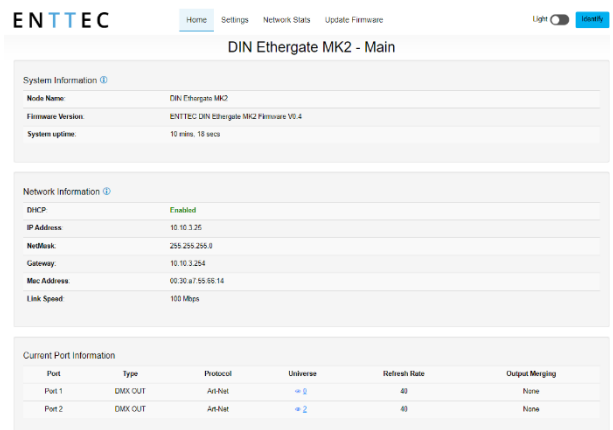 ENTTEC Home Settings Network Stats Update Firmware Light Identify
DIN Ethergate MK2 - Main
System Information
Node Name: DIN Ethergate MK2
Firmware Version: ENTTEC DIN Ethergate MK2 Firmware V0.4
System uptime: 10 mins, 18 secs
Network Information
DHCP: Enabled
IP Address: 10.10.3.25
NetMask: 255.255.255.0
Gateway: 10.10.3.254
Mac Address: 00:30:a7:55:66:14
Link Speed: 100 Mbps
Current Port Information
Port Type Protocol Universe Refresh Rate Output Merging
Port 1 DMX OUT Art-Net 0 40 None
Port 2 DMX OUT Art-Net 2 40 None